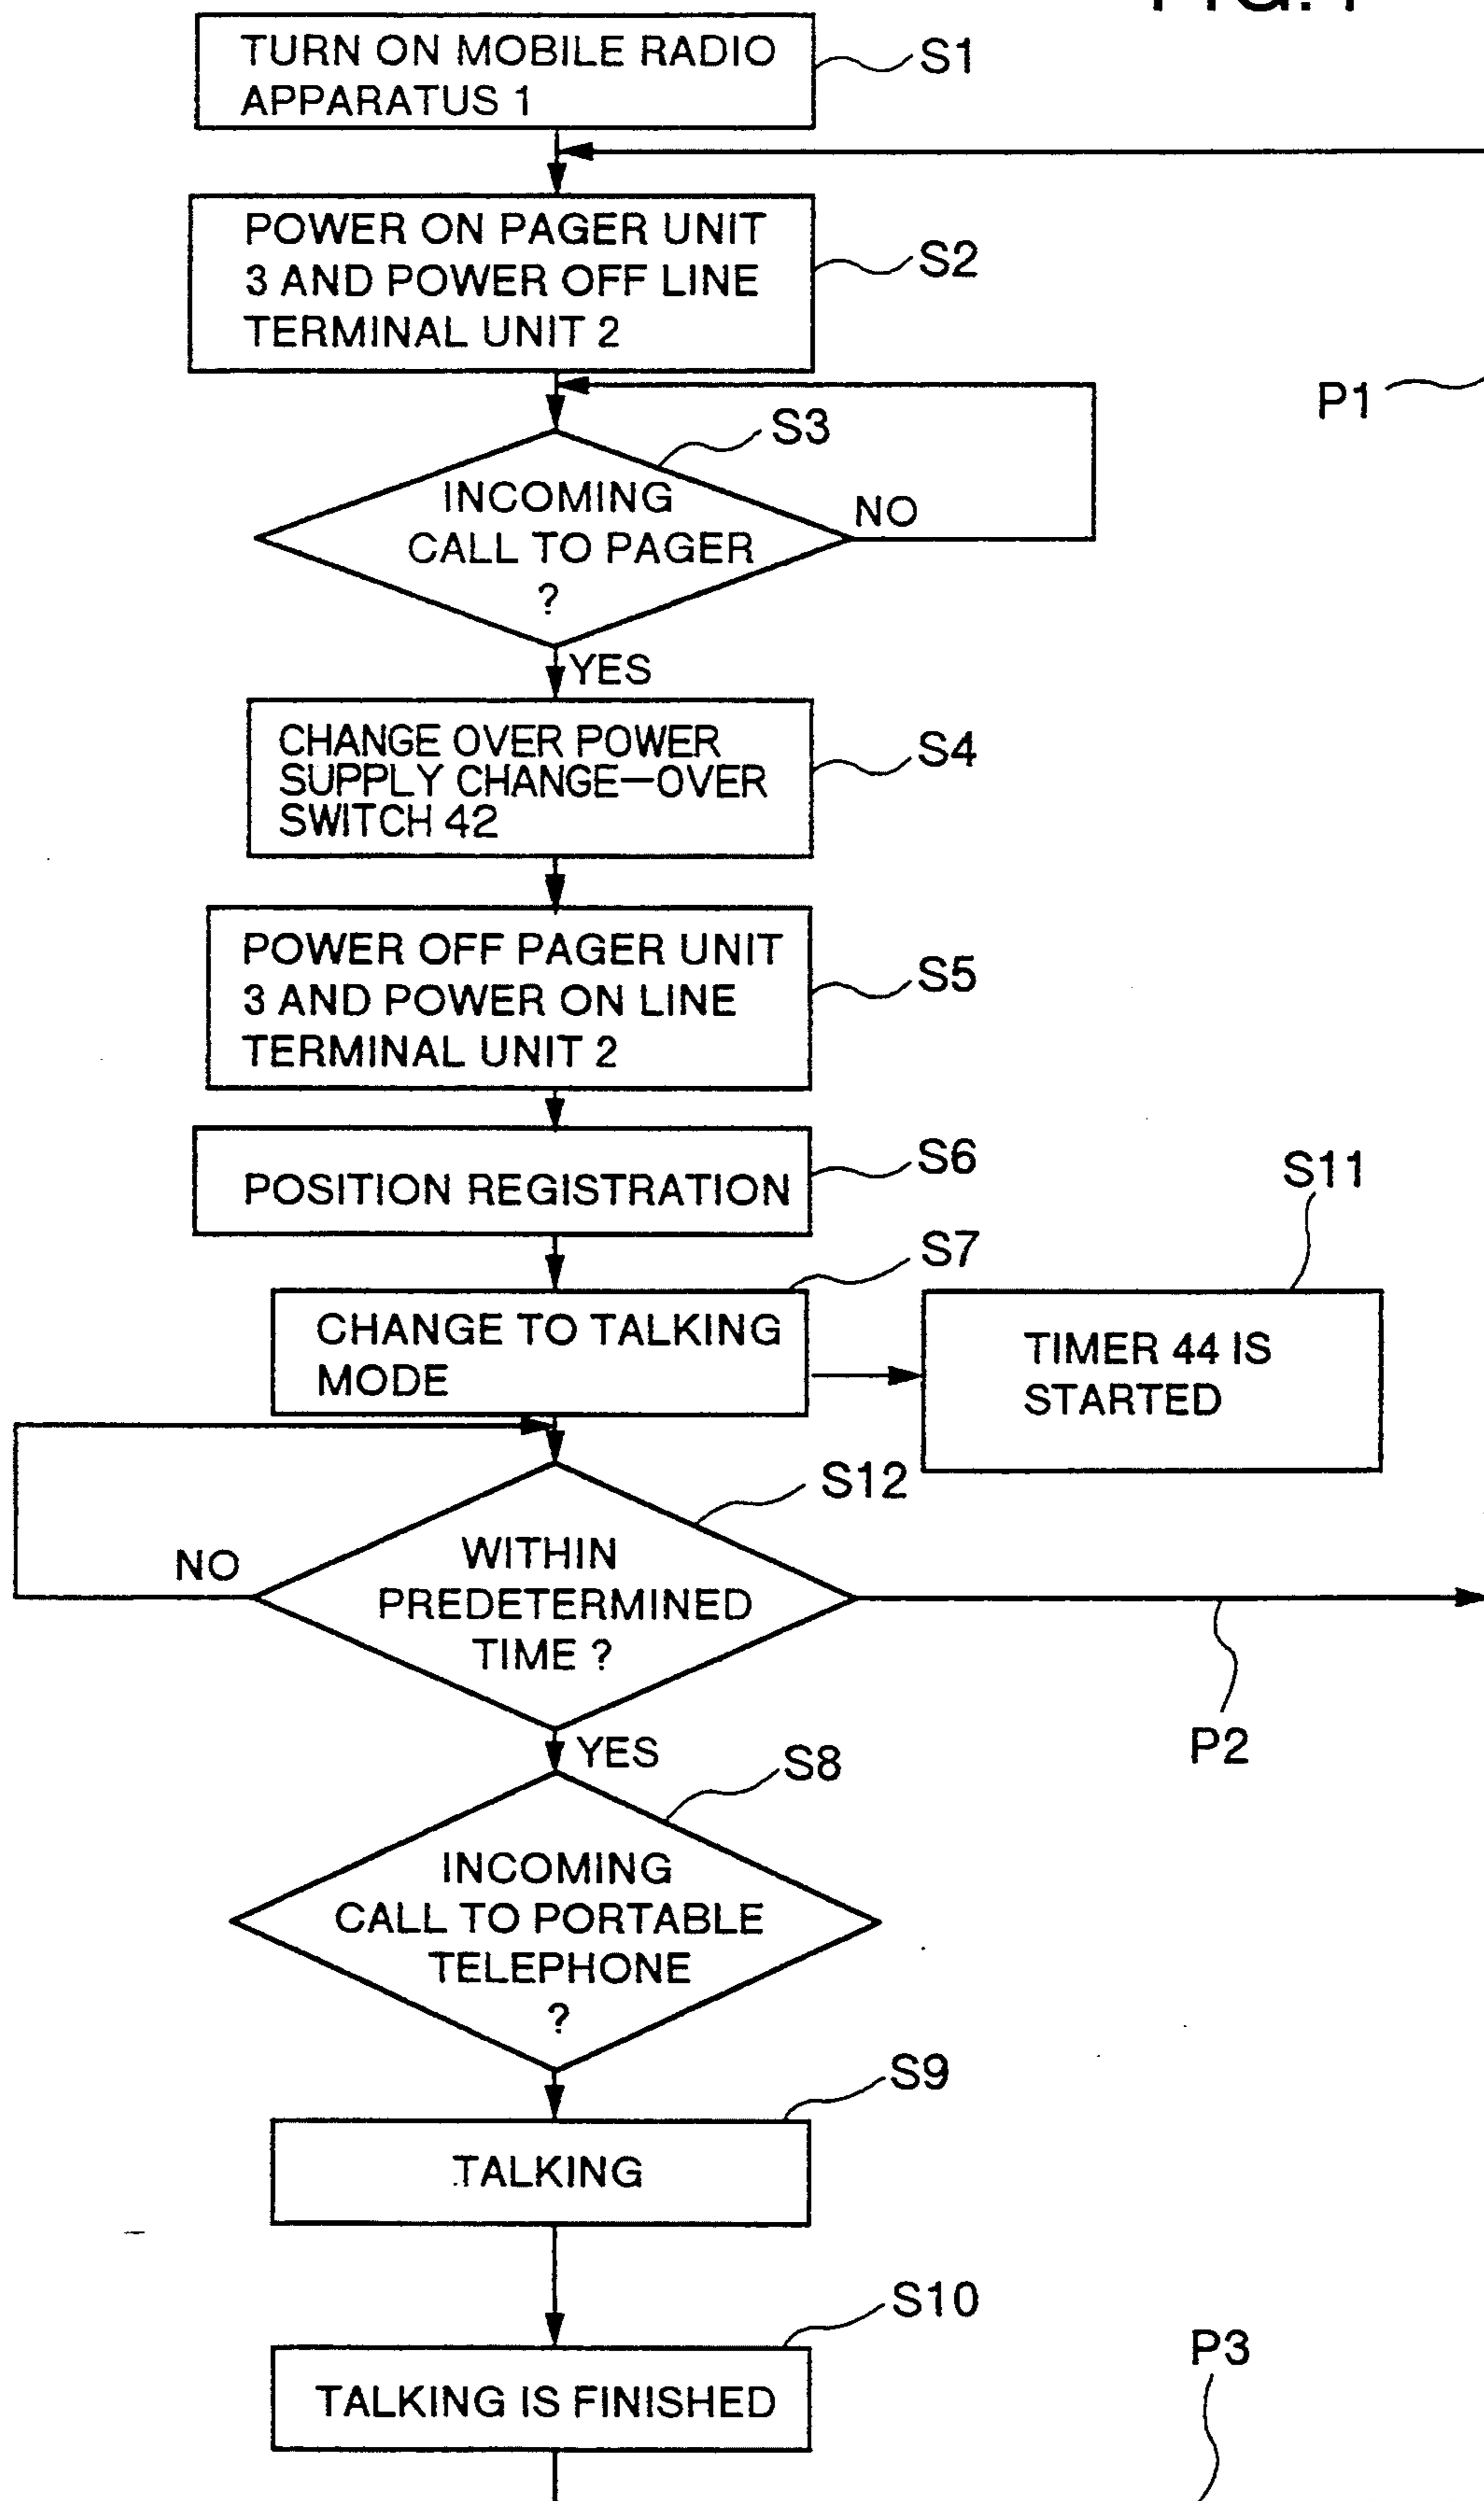 TURN ON MOBILE RADIO
APPARATUS 1
S1
POWER ON PAGER UNIT
3 AND POWER OFF LINE
TERMINAL UNIT 2
S2
P1
S3
INCOMING
CALL TO PAGER
?
NO
YES
CHANGE OVER POWER
SUPPLY CHANGE-OVER
SWITCH 42
S4
POWER OFF PAGER UNIT
3 AND POWER ON LINE
TERMINAL UNIT 2
S5
POSITION REGISTRATION
S6
S7
CHANGE TO TALKING
MODE
S11
TIMER 44 IS
STARTED
S12
NO
WITHIN
PREDETERMINED
TIME ?
P2
YES
S8
INCOMING
CALL TO PORTABLE
TELEPHONE
?
S9
TALKING
S10
TALKING IS FINISHED
P3